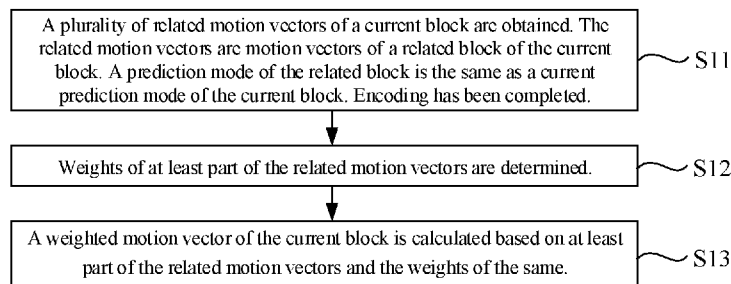 A plurality of related motion vectors of a current block are obtained. The
related motion vectors are motion vectors of a related block of the current
block. A prediction mode of the related block is the same as a current
prediction mode of the current block. Encoding has been completed.
S11
Weights of at least part of the related motion vectors are determined.
S12
A weighted motion vector of the current block is calculated based on at least
part of the related motion vectors and the weights of the same.
S13